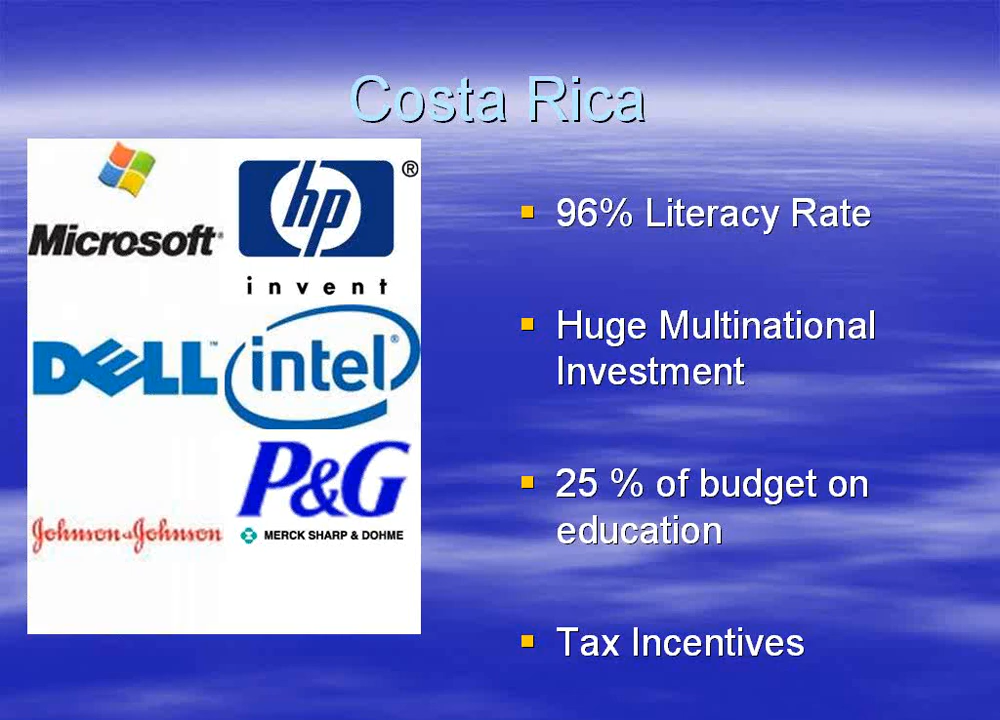 Costa Rica
Microsoft®
hp®
invent
DELL™
intel®
P&G
Johnson & Johnson
MERCK SHARP & DOHME
96% Literacy Rate
Huge Multinational
Investment
25 % of budget on
education
Tax Incentives